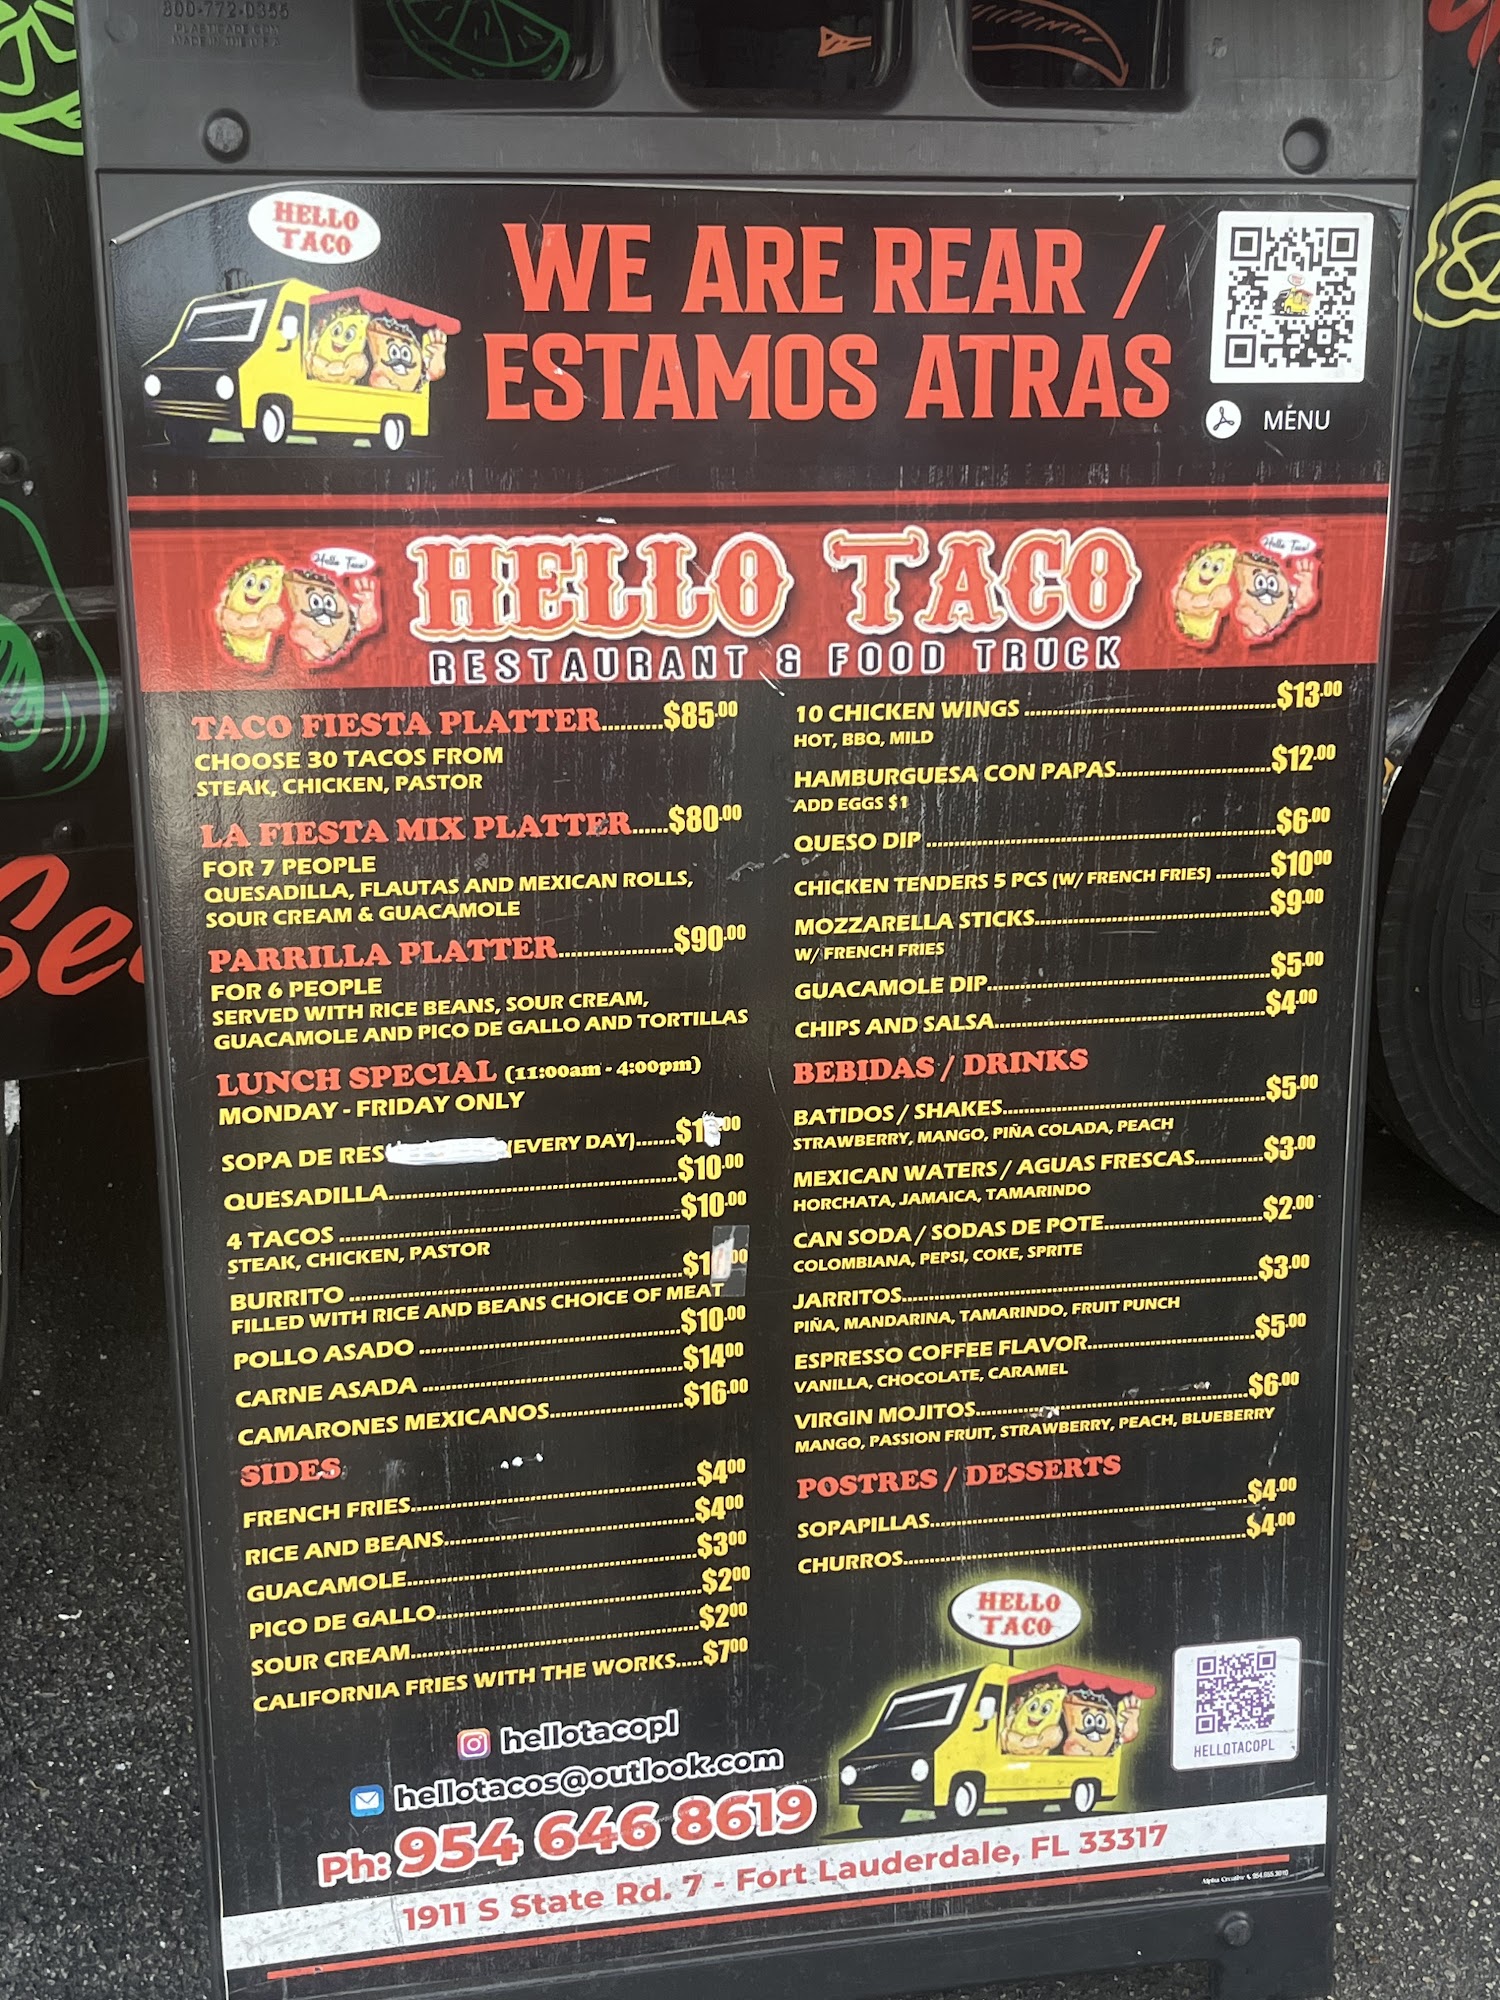 800-772-0355
HELLO
TACO
WE ARE REAR /
ESTAMOS ATRAS
MENU
Hello Taco!
HELLO TACO
Hello Taco!
RESTAURANT & FOOD TRUCK
TACO FIESTA PLATTER..........$85.00
CHOOSE 30 TACOS FROM
STEAK, CHICKEN, PASTOR
LA FIESTA MIX PLATTER......$80.00
FOR 7 PEOPLE
QUESADILLA, FLAUTAS AND MEXICAN ROLLS,
SOUR CREAM & GUACAMOLE
PARRILLA PLATTER...................$90.00
FOR 6 PEOPLE
SERVED WITH RICE BEANS, SOUR CREAM,
GUACAMOLE AND PICO DE GALLO AND TORTILLAS
LUNCH SPECIAL (11:00am - 4:00pm)
MONDAY - FRIDAY ONLY
SOPA DE RES (EVERY DAY).......
QUESADILLA..........................................$10.00
4 TACOS ..................................................$10.00
STEAK, CHICKEN, PASTOR
BURRITO ................................................
FILLED WITH RICE AND BEANS CHOICE OF MEAT
POLLO ASADO ......................................$10.00
CARNE ASADA ......................................$14.00
CAMARONES MEXICANOS....................$16.00
SIDES
FRENCH FRIES..........................................$4.00
RICE AND BEANS.....................................$4.00
GUACAMOLE...........................................$3.00
PICO DE GALLO.......................................$2.00
SOUR CREAM..........................................$2.00
CALIFORNIA FRIES WITH THE WORKS.....$7.00
10 CHICKEN WINGS ......................................$13.00
HOT, BBQ, MILD
HAMBURGUESA CON PAPAS........................$12.00
ADD EGGS $1
QUESO DIP .....................................................$6.00
CHICKEN TENDERS 5 PCS (W/ FRENCH FRIES) ..........$10.00
MOZZARELLA STICKS....................................$9.00
W/ FRENCH FRIES
GUACAMOLE DIP...........................................$5.00
CHIPS AND SALSA.........................................$4.00
BEBIDAS / DRINKS
BATIDOS / SHAKES........................................$5.00
STRAWBERRY, MANGO, PIÑA COLADA, PEACH
MEXICAN WATERS / AGUAS FRESCAS............$3.00
HORCHATA, JAMAICA, TAMARINDO
CAN SODA / SODAS DE POTE........................$2.00
COLOMBIANA, PEPSI, COKE, SPRITE
JARRITOS.......................................................$3.00
PIÑA, MANDARINA, TAMARINDO, FRUIT PUNCH
ESPRESSO COFFEE FLAVOR..........................$5.00
VANILLA, CHOCOLATE, CARAMEL
VIRGIN MOJITOS..........................................$6.00
MANGO, PASSION FRUIT, STRAWBERRY, PEACH, BLUEBERRY
POSTRES / DESSERTS
SOPAPILLAS..................................................$4.00
CHURROS......................................................$4.00
HELLO
TACO
HELLOTACOPL
hellotacopl
hellotacos@outlook.com
Ph: 954 646 8619
1911 S State Rd. 7 - Fort Lauderdale, FL 33317